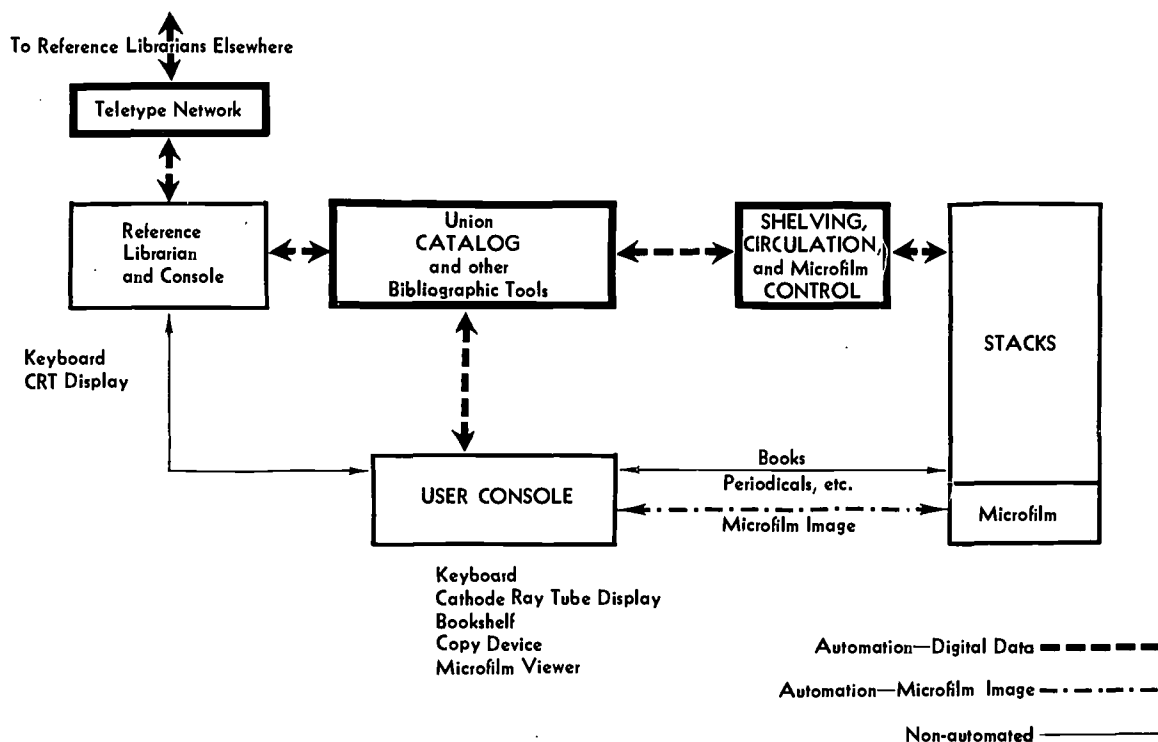 To Reference Librarians Elsewhere
Teletype Network
Reference
Librarian
and Console
Union
CATALOG
and other
Bibliographic Tools
SHELVING,
CIRCULATION,
and Microfilm
CONTROL
STACKS
Keyboard
CRT Display
USER CONSOLE
Books
Periodicals, etc.
Microfilm Image
Microfilm
Keyboard
Cathode Ray Tube Display
Bookshelf
Copy Device
Microfilm Viewer
Automation—Digital Data
Automation—Microfilm Image
Non-automated